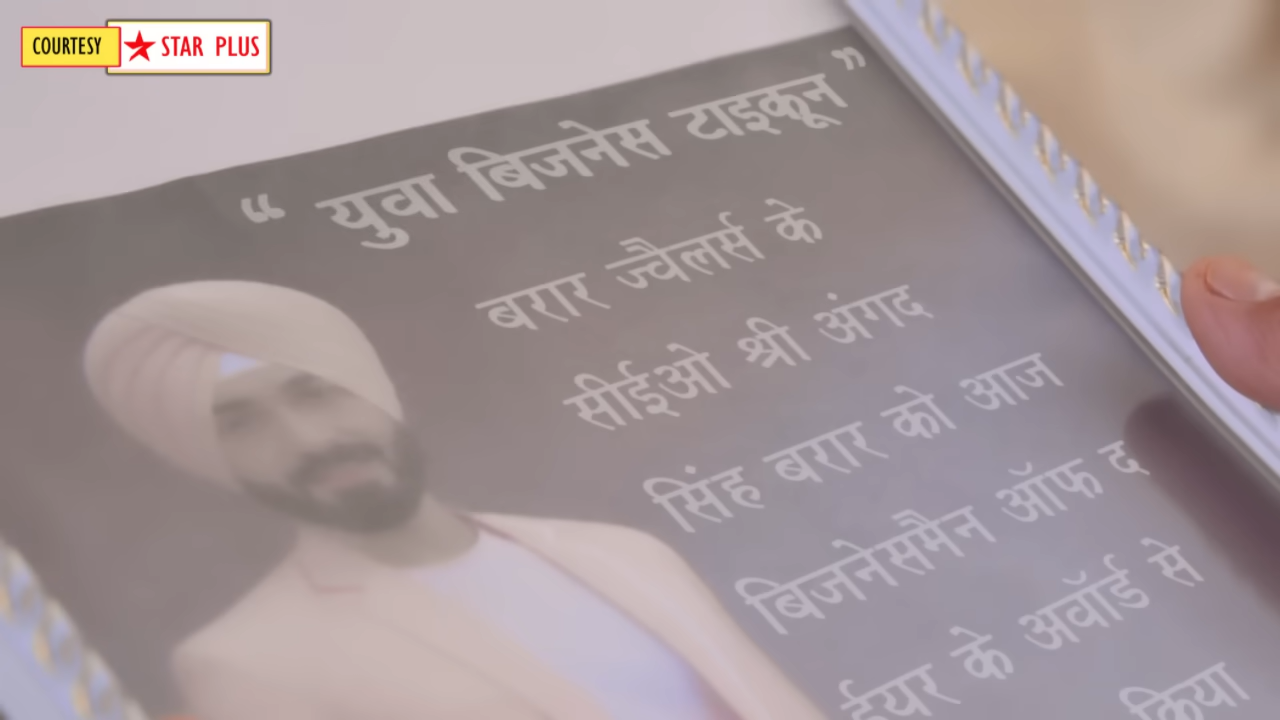 COURTESY STAR PLUS
“ युवा बिजनेस टाइकून ”
बरार ज्वैलर्स के
सीईओ श्री अंगद
सिंह बरार को आज
बिजनेसमैन ऑफ द
ईयर के अवॉर्ड से
किया